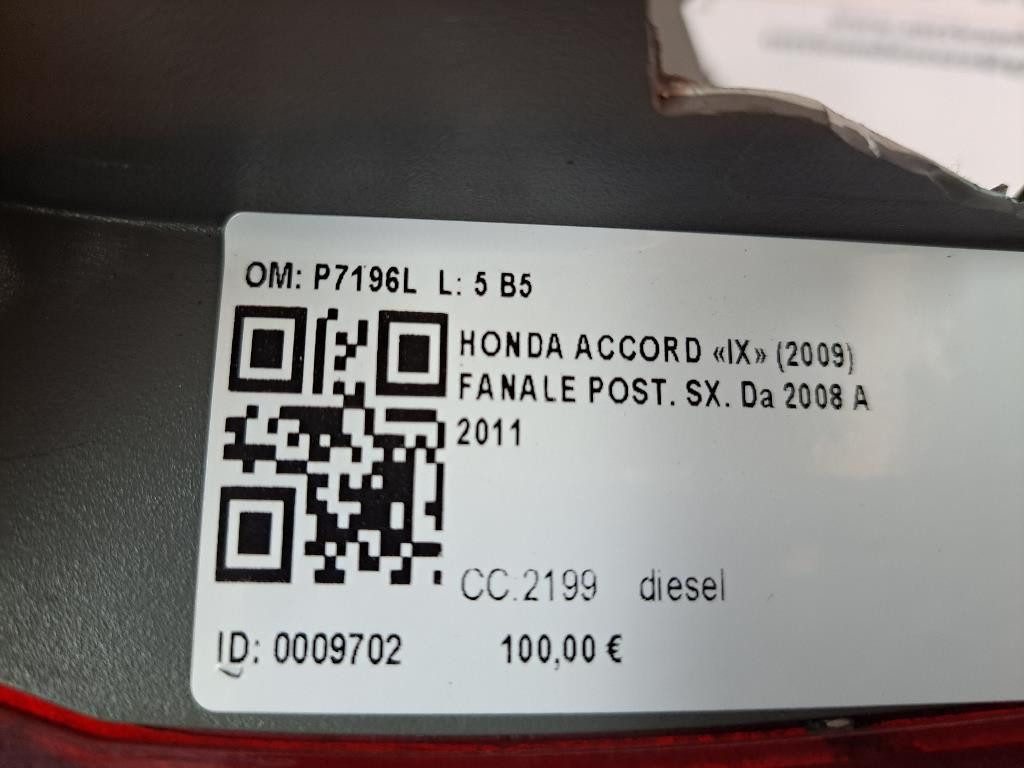 OM: P7196L L: 5 B5
HONDA ACCORD «IX» (2009)
FANALE POST. SX. Da 2008 A
2011
CC:2199 diesel
ID: 0009702 100,00 €